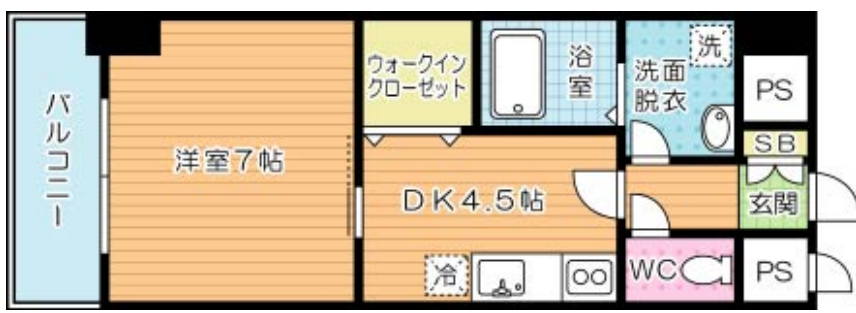 バルコニー
洋室7帖
ウォークイン
クローゼット
浴
室
洗
洗面
脱衣
PS
SB
DK4.5帖
玄関
冷
WC
PS